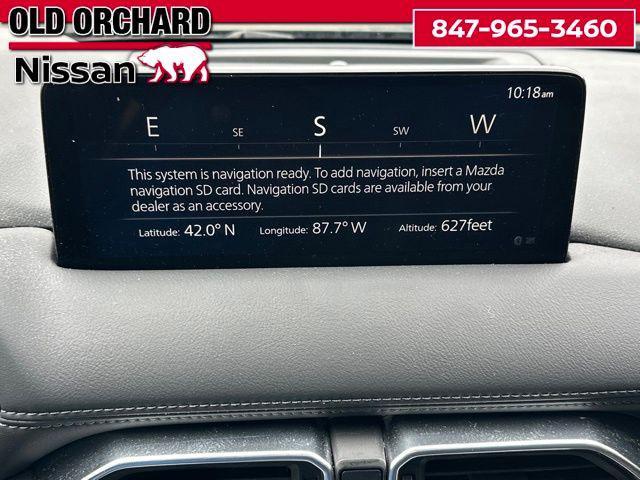 OLD ORCHARD
Nissan
847-965-3460
10:18am
E SE S SW W
This system is navigation ready. To add navigation, insert a Mazda
navigation SD card. Navigation SD cards are available from your
dealer as an accessory.
Latitude: 42.0° N Longitude: 87.7° W Altitude: 627feet